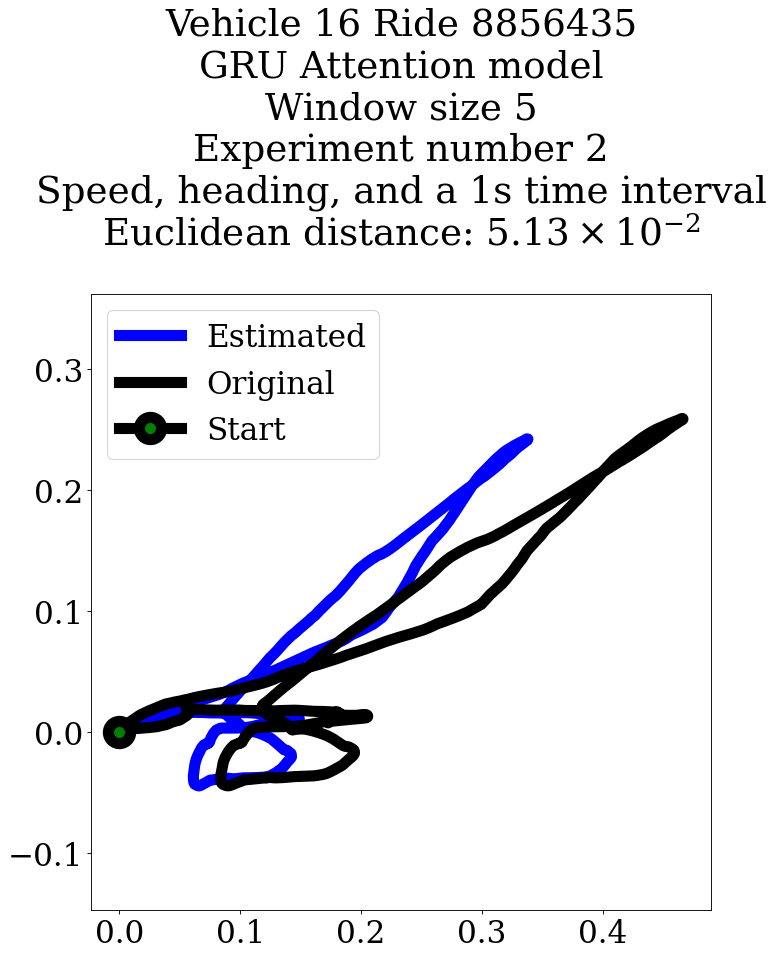 Vehicle 16 Ride 8856435
GRU Attention model
Window size 5
Experiment number 2
Speed, heading, and a 1s time interval
Euclidean distance: 5.13 × 10⁻²
Estimated
Original
Start
0.3
0.2
0.1
0.0
−0.1
0.0 0.1 0.2 0.3 0.4